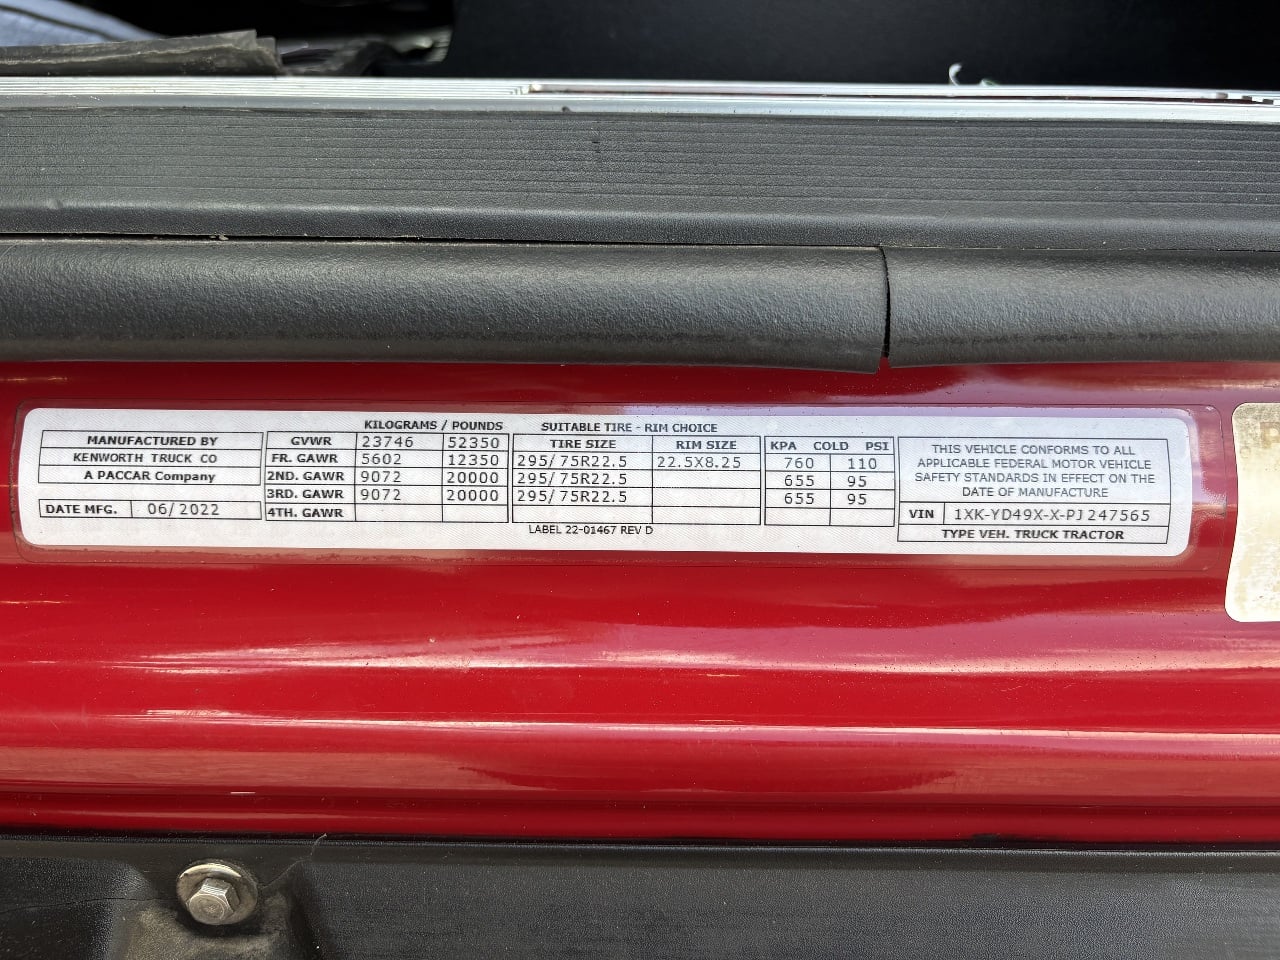 KILOGRAMS / POUNDS SUITABLE TIRE - RIM CHOICE
MANUFACTURED BY GVWR 23746 52350 TIRE SIZE RIM SIZE KPA COLD PSI
KENWORTH TRUCK CO FR. GAWR 5602 12350 295/75R22.5 22.5X8.25 760 110
A PACCAR Company 2ND. GAWR 9072 20000 295/75R22.5 655 95
3RD. GAWR 9072 20000 295/75R22.5 655 95
DATE MFG. 06/2022 4TH. GAWR
LABEL 22-01467 REV D
THIS VEHICLE CONFORMS TO ALL
APPLICABLE FEDERAL MOTOR VEHICLE
SAFETY STANDARDS IN EFFECT ON THE
DATE OF MANUFACTURE
VIN 1XK-YD49X-X-PJ247565
TYPE VEH. TRUCK TRACTOR